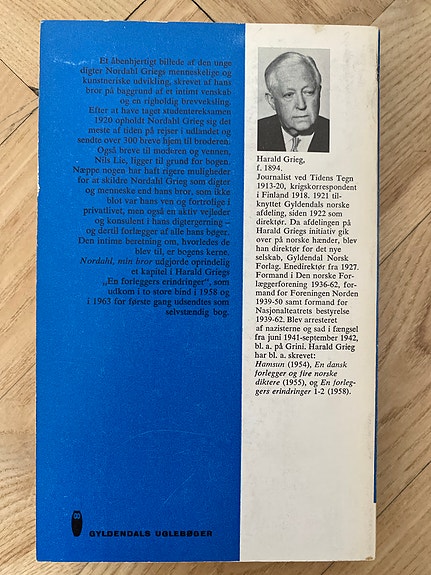 Et åbenhjertigt billede af den unge
digter Nordahl Griegs menneskelige og
kunstneriske udvikling, skrevet af hans
bror på baggrund af et intimt venskab
og en righoldig brevveksling.
Efter at have taget studentereksamen
1920 opholdt Nordahl Grieg sig det
meste af tiden på rejser i udlandet og
sendte over 300 breve hjem til broderen.
Også breve til moderen og vennen,
Nils Lie, ligger til grund for bogen.
Næppe nogen har haft rigere muligheder
for at skildre Nordahl Grieg som digter
og menneske end hans bror, som ikke
blot var hans ven og fortrolige i
privatlivet, men også en aktiv vejleder
og konsulent i hans digtergerning –
og dertil forlægger af alle hans bøger.
Den intime beretning om, hvorledes de
blev til, er bogens kerne.
Nordahl, min bror udgjorde oprindelig
et kapitel i Harald Griegs
„En forleggers erindringer", som
udkom i to store bind i 1958 og
i 1963 for første gang udsendtes som
selvstændig bog.
Harald Grieg,
f. 1894.
Journalist ved Tidens Tegn
1913-20, krigskorrespondent
i Finland 1918. 1921 til-
knyttet Gyldendals norske
afdeling, siden 1922 som
direktør. Da afdelingen på
Harald Griegs initiativ gik
over på norske hænder, blev
han direktør for det nye
selskab, Gyldendal Norsk
Forlag. Enedirektør fra 1927.
Formand i Den norske For-
læggerforening 1936-62, for-
mand for Foreningen Norden
1939-50 samt formand for
Nasjonalteatrets bestyrelse
1939-62. Blev arresteret
af nazisterne og sad i fængsel
fra juni 1941-september 1942,
bl. a. på Grini. Harald Grieg
har bl. a. skrevet:
Hamsun (1954), En dansk
forlegger og fire norske
diktere (1955), og En forleg-
gers erindringer 1-2 (1958).
GYLDENDALS UGLEBØGER